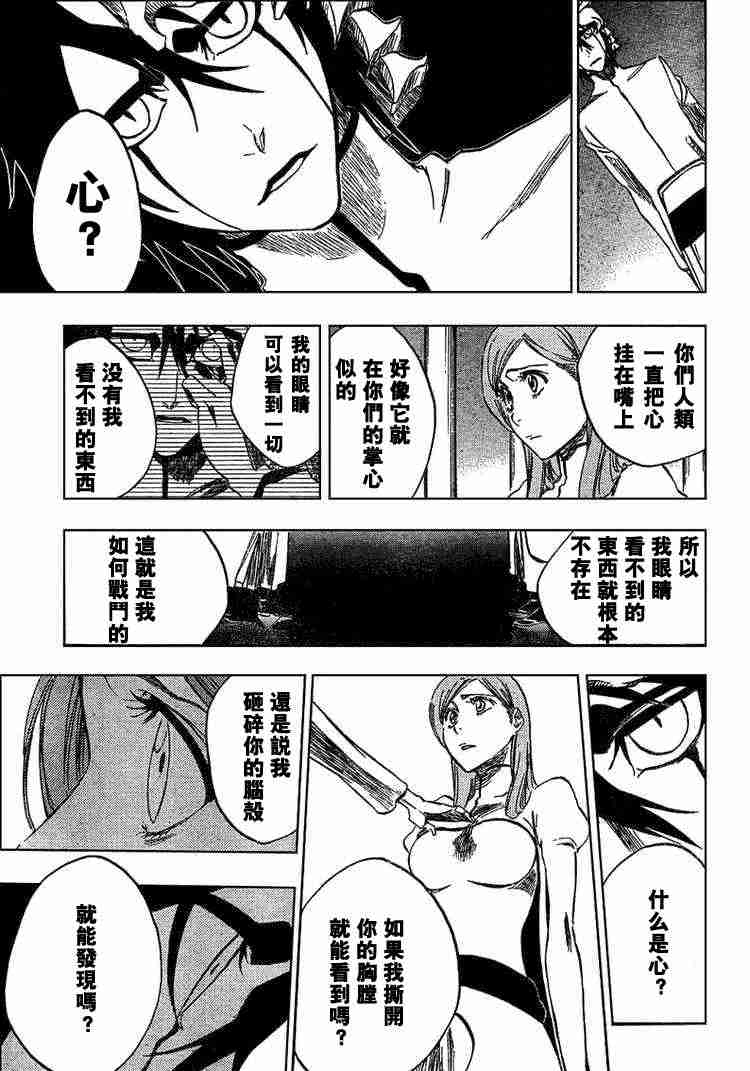 心？
你們人類
一直把心
挂在嘴上
好像它就
在你們的掌心
似的
我的眼睛
可以看到一切
没有我
看不到的東西
所以
我眼睛
看不到的
東西就根本
不存在
這就是我
如何戰鬥的
什么是心？
如果我撕開
你的胸膛
就能看到嗎？
還是説我
砸碎你的腦殼
就能發現嗎？